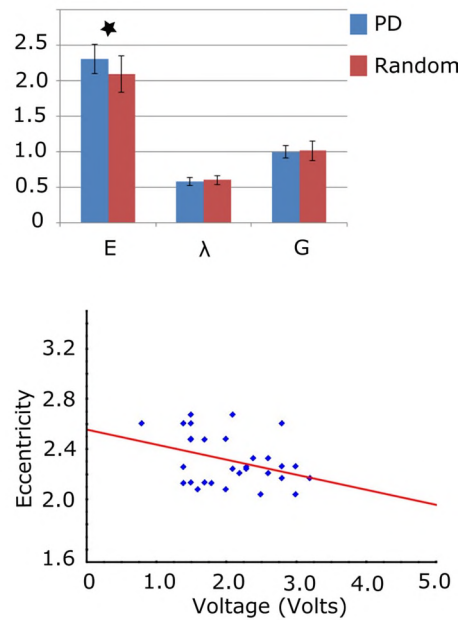 PD
Random
2.5
2.0
1.5
1.0
0.5
0
E λ G
Eccentricity
3.2
2.8
2.4
2.0
1.6
0 1.0 2.0 3.0 4.0 5.0
Voltage (Volts)